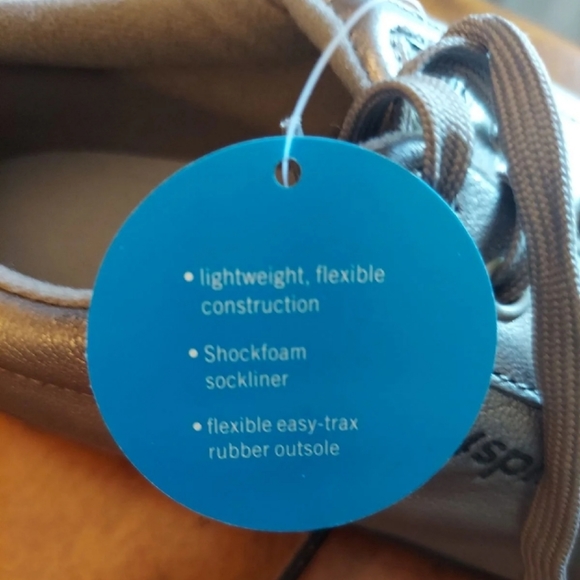 • lightweight, flexible
construction
• Shockfoam
sockliner
• flexible easy-trax
rubber outsole